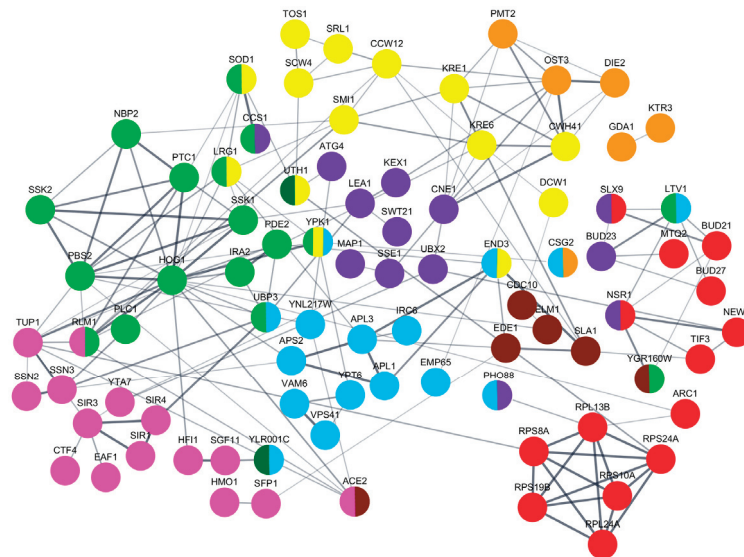 TOS1
SRL1
PMT2
SCW4
CCW12
KRE1
OST3
DIE2
SOD1
NBP2
CCS1
SMI1
KRE6
CWH41
GDA1
KTR3
PTC1
LRG1
ATG4
UTH1
LEA1
KEX1
CNE1
DCW1
SLX9
LTV1
SSK2
SSK1
SWT21
BUD23
BUD21
MTQ2
PDE2
YPK1
PBS2
HOG1
IRA2
MAP1
SSE1
UBX2
END3
CSG2
BUD27
CDC10
NSR1
NEW
TUP1
RLM1
PLC1
UBP3
YNL217W
APL3
IRC6
ELM1
EDE1
SLA1
TIF3
YGR160W
SSN2
SSN3
APS2
APL1
EMP65
YTA7
VAM6
YPT6
PHO88
ARC1
SIR3
SIR4
VPS41
RPL13B
CTF4
EAF1
SIR1
HFI1
SGF11
YLR001C
RPS8A
RPS24A
RPS10A
RPS19B
HMO1
SFP1
ACE2
RPL24A